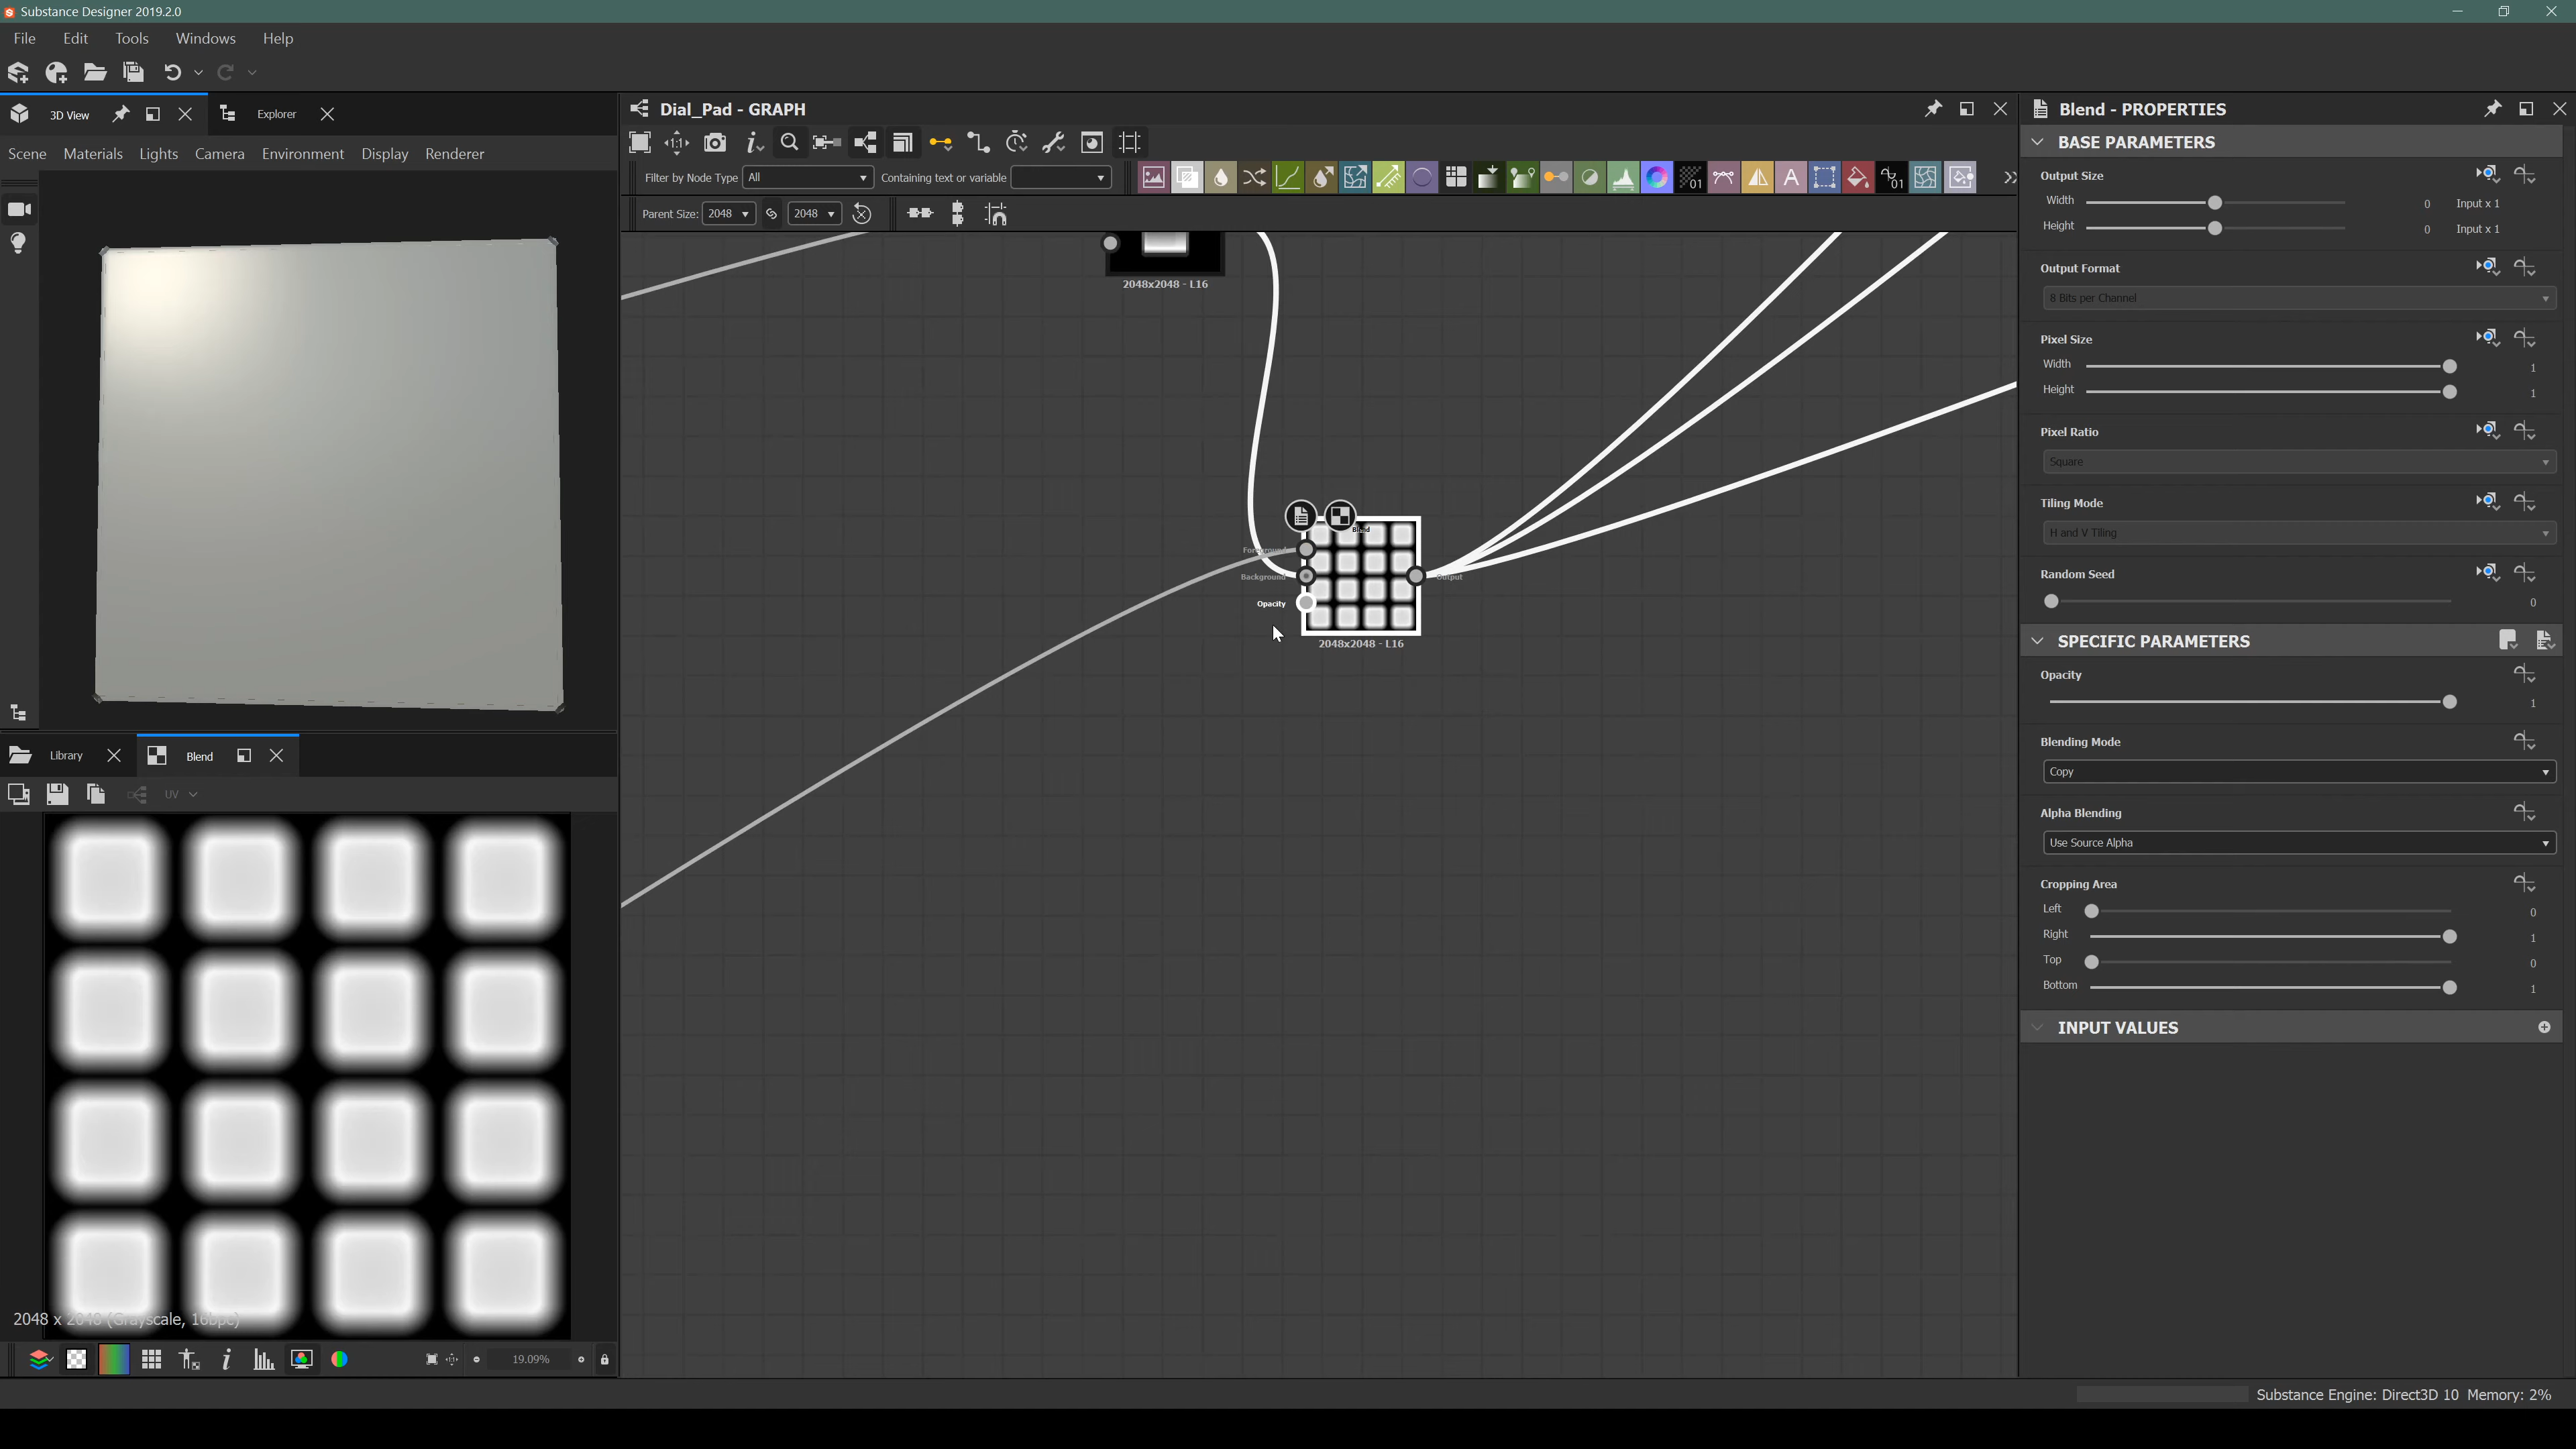 Substance Designer 2019.2.0
File Edit Tools Windows Help
3D View Explorer
Scene Materials Lights Camera Environment Display Renderer
Library Blend
UV
2048 x 2048 (Grayscale, 16bpc)
19.09%
Dial_Pad - GRAPH
Filter by Node Type All Containing text or variable
Parent Size: 2048 2048
2048x2048 - L16
Blend
Foreground
Background
Opacity
Output
2048x2048 - L16
Blend - PROPERTIES
BASE PARAMETERS
Output Size
Width 0 Input x 1
Height 0 Input x 1
Output Format
8 Bits per Channel
Pixel Size
Width 1
Height 1
Pixel Ratio
Square
Tiling Mode
H and V Tiling
Random Seed
0
SPECIFIC PARAMETERS
Opacity
1
Blending Mode
Copy
Alpha Blending
Use Source Alpha
Cropping Area
Left 0
Right 1
Top 0
Bottom 1
INPUT VALUES
Substance Engine: Direct3D 10 Memory: 2%